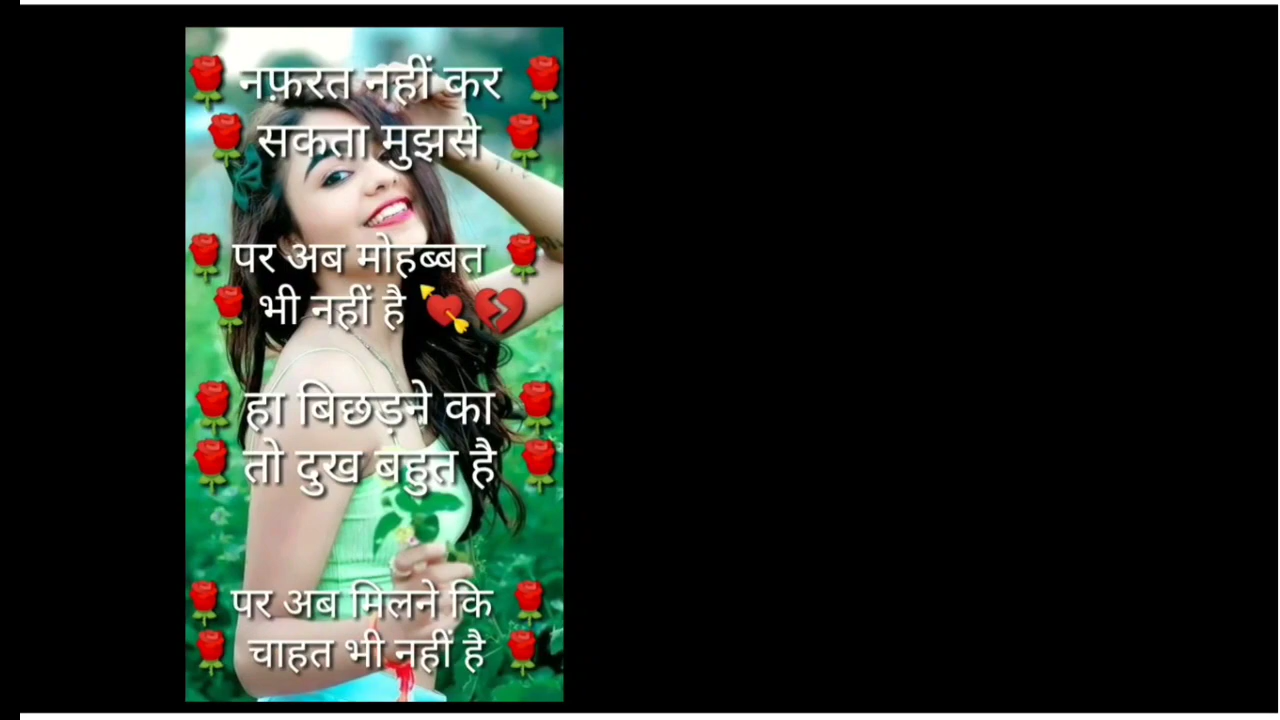 नफ़रत नहीं कर
सकता मुझसे
पर अब मोहब्बत
भी नहीं है
हा बिछड़ने का
तो दुख बहुत है
पर अब मिलने कि
चाहत भी नहीं है